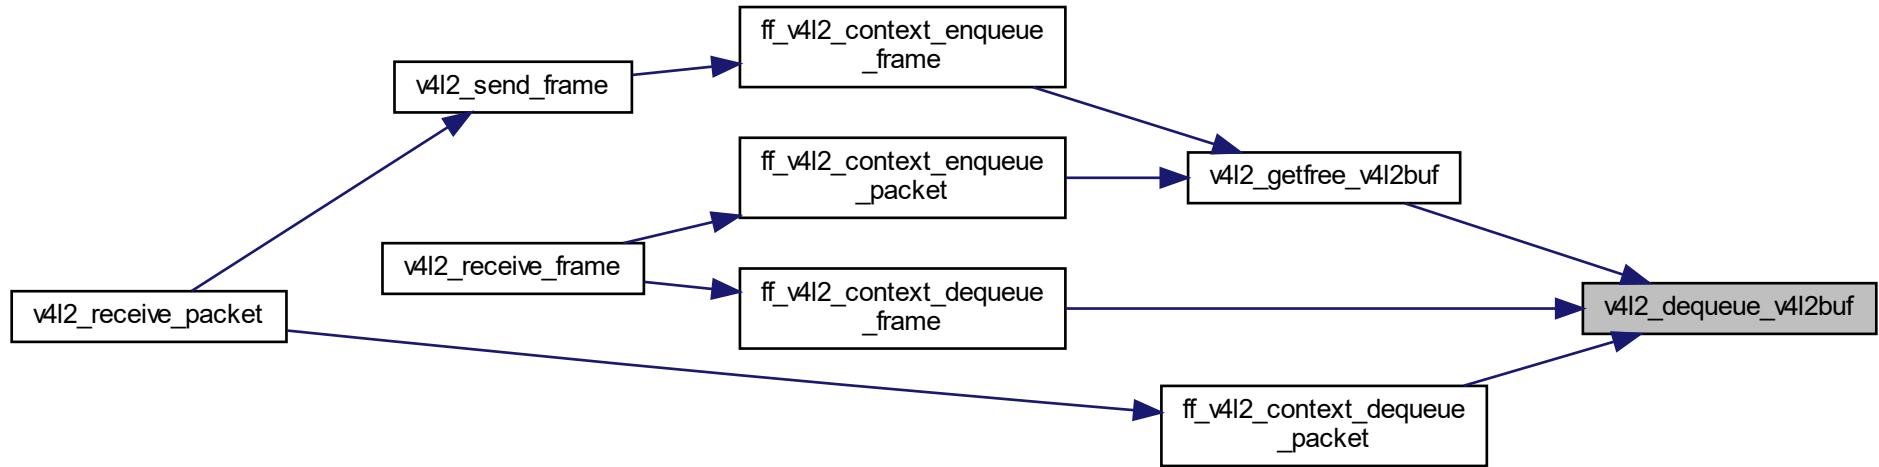 ff_v4l2_context_enqueue
_frame
v4l2_send_frame
ff_v4l2_context_enqueue
_packet
v4l2_getfree_v4l2buf
v4l2_receive_frame
ff_v4l2_context_dequeue
_frame
v4l2_dequeue_v4l2buf
v4l2_receive_packet
ff_v4l2_context_dequeue
_packet